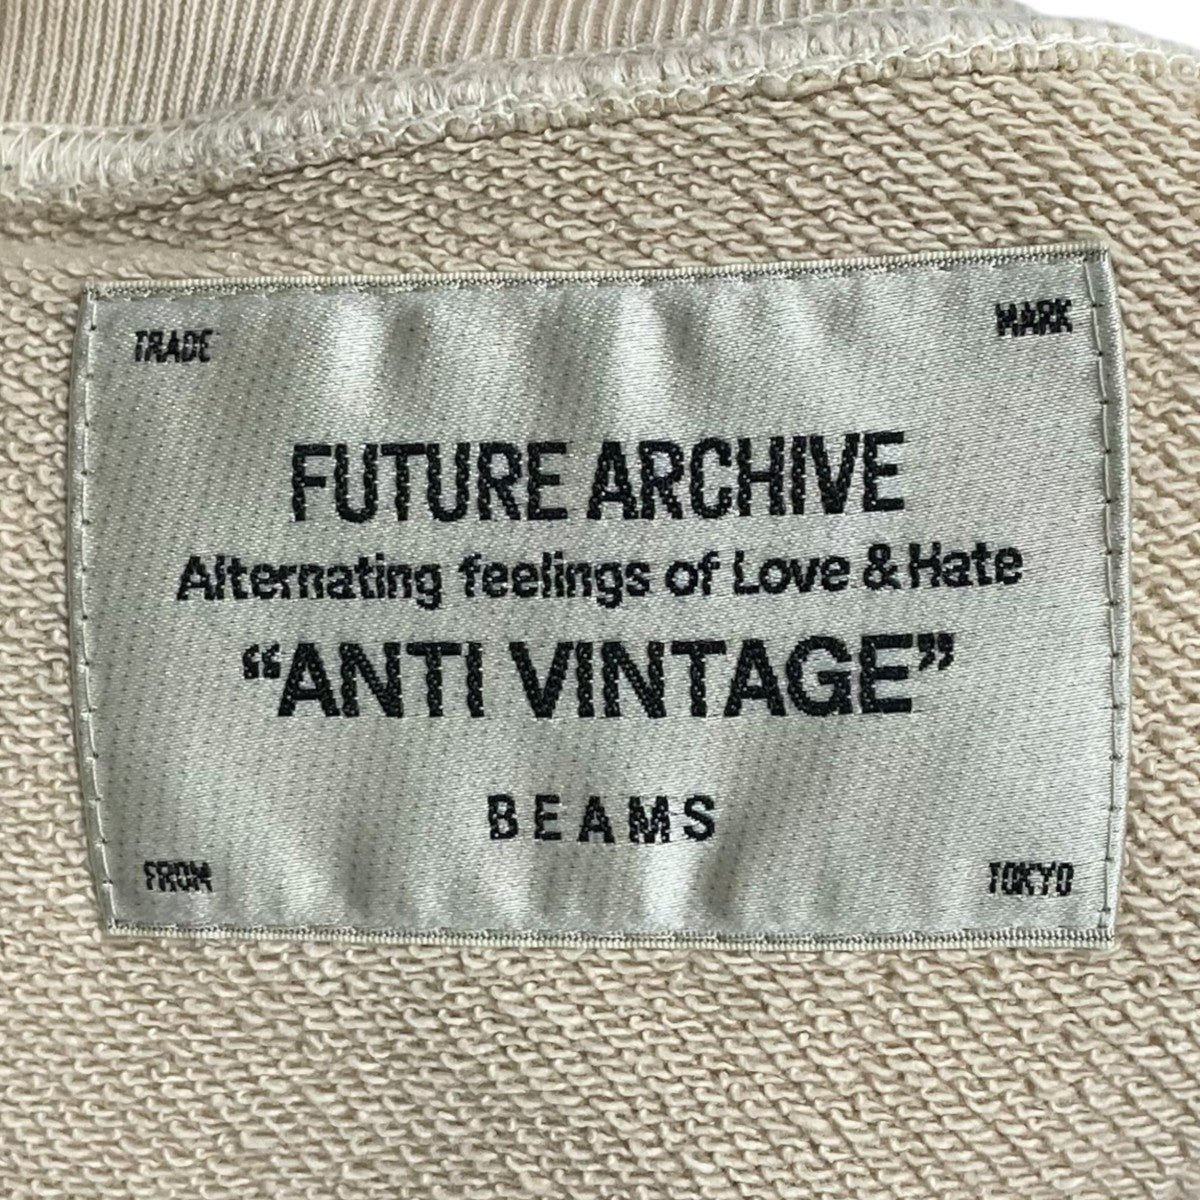 TRADE MARK
FUTURE ARCHIVE
Alternating feelings of Love & Hate
“ANTI VINTAGE”
BEAMS
FROM TOKYO